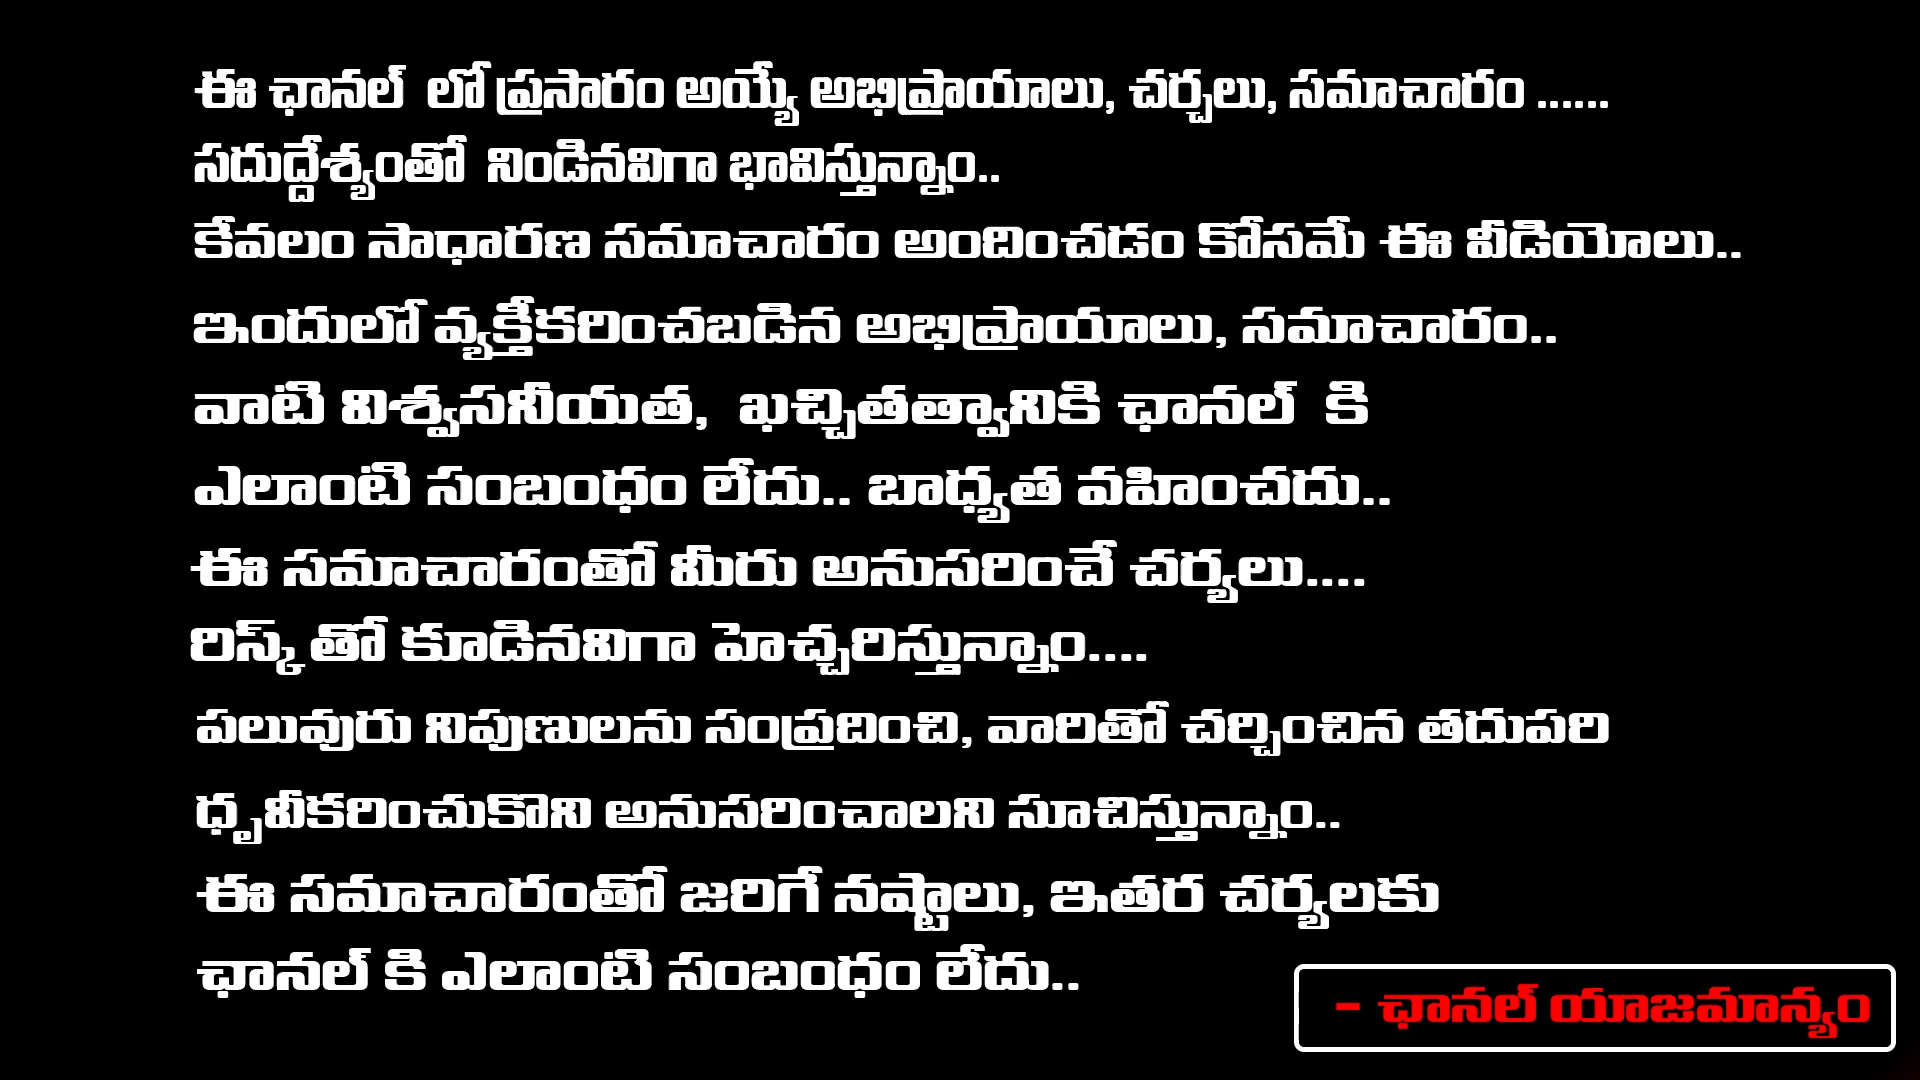 ఈ ఛానల్ లో ప్రసారం అయ్యే అభిప్రాయాలు, చర్చలు, సమాచారం ......
సదుద్దేశ్యంతో నిండినవిగా భావిస్తున్నాం..
కేవలం సాధారణ సమాచారం అందించడం కోసమే ఈ వీడియోలు..
ఇందులో వ్యక్తీకరించబడిన అభిప్రాయాలు, సమాచారం..
వాటి విశ్వసనీయత, ఖచ్చితత్వానికి ఛానల్ కి
ఎలాంటి సంబంధం లేదు.. బాధ్యత వహించదు..
ఈ సమాచారంతో మీరు అనుసరించే చర్యలు....
రిస్క్ తో కూడినవిగా హెచ్చరిస్తున్నాం....
పలువురు నిపుణులను సంప్రదించి, వారితో చర్చించిన తదుపరి
ధృవీకరించుకొని అనుసరించాలని సూచిస్తున్నాం..
ఈ సమాచారంతో జరిగే నష్టాలు, ఇతర చర్యలకు
ఛానల్ కి ఎలాంటి సంబంధం లేదు..
- ఛానల్ యాజమాన్యం